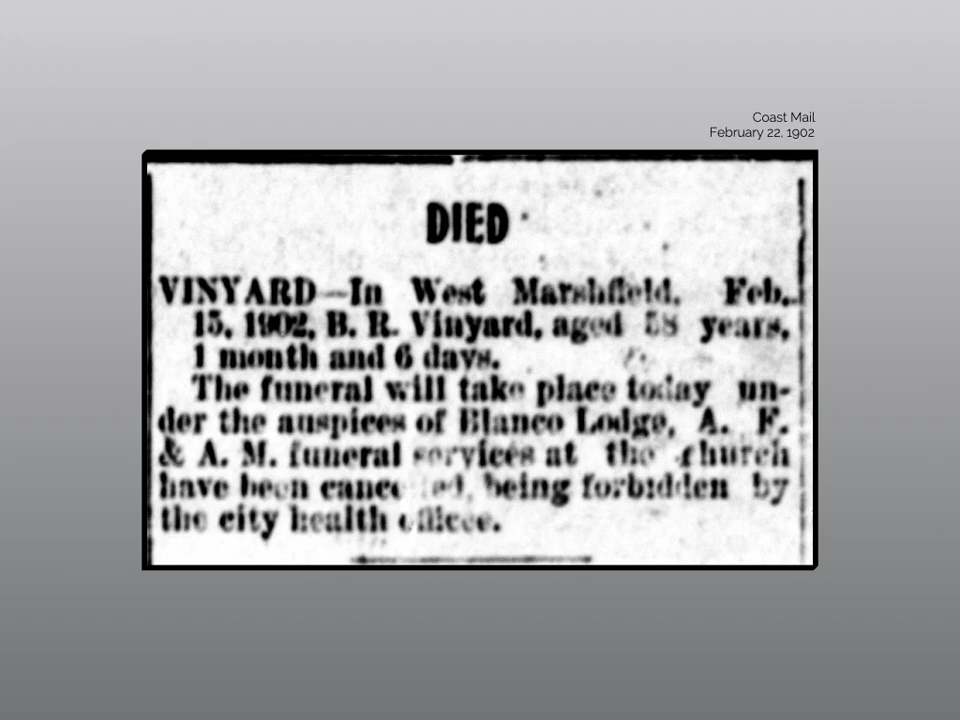 Coast Mail
February 22, 1902
DIED
VINYARD—In West Marshfield, Feb.
15, 1902, B. R. Vinyard, aged 58 years,
1 month and 6 days.
The funeral will take place today un-
der the auspices of Blanco Lodge, A. F.
& A. M. funeral services at the church
have been cancelled, being forbidden by
the city health officer.